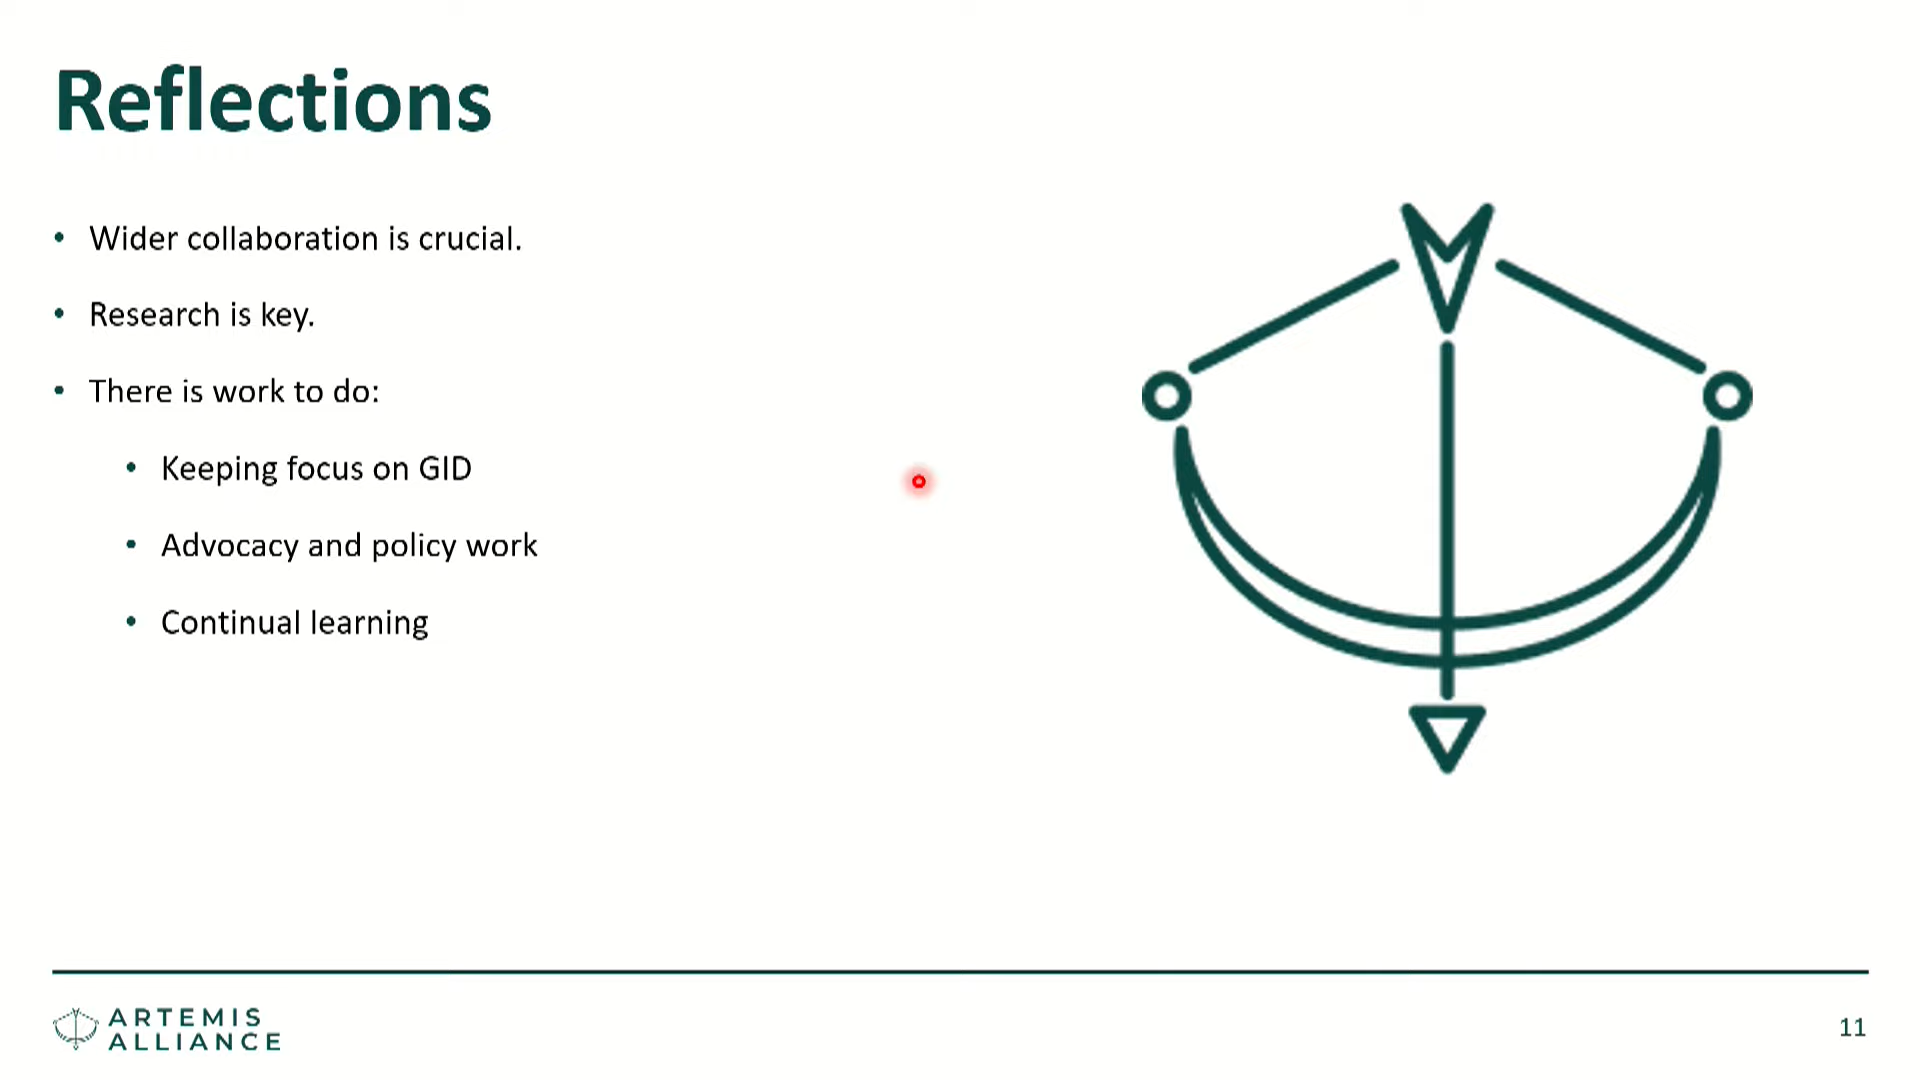 Reflections
• Wider collaboration is crucial.
• Research is key.
• There is work to do:
• Keeping focus on GID
• Advocacy and policy work
• Continual learning
ARTEMIS
ALLIANCE
11